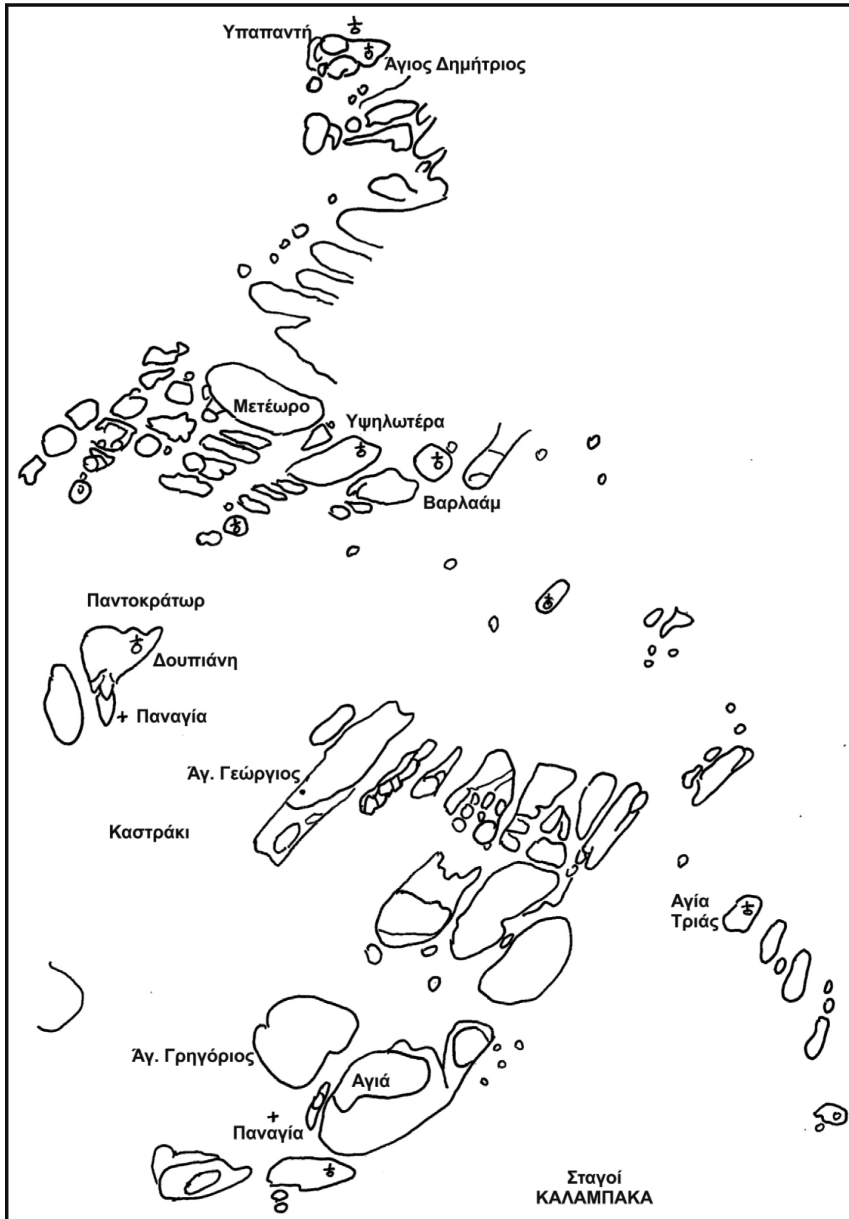 Υπαπαντή
Άγιος Δημήτριος
Μετέωρο
Υψηλωτέρα
Βαρλαάμ
Παντοκράτωρ
Δουπιάνη
+ Παναγία
Άγ. Γεώργιος
Καστράκι
Αγία
Τριάς
Άγ. Γρηγόριος
Αγιά
+
Παναγία
Σταγοί
ΚΑΛΑΜΠΑΚΑ